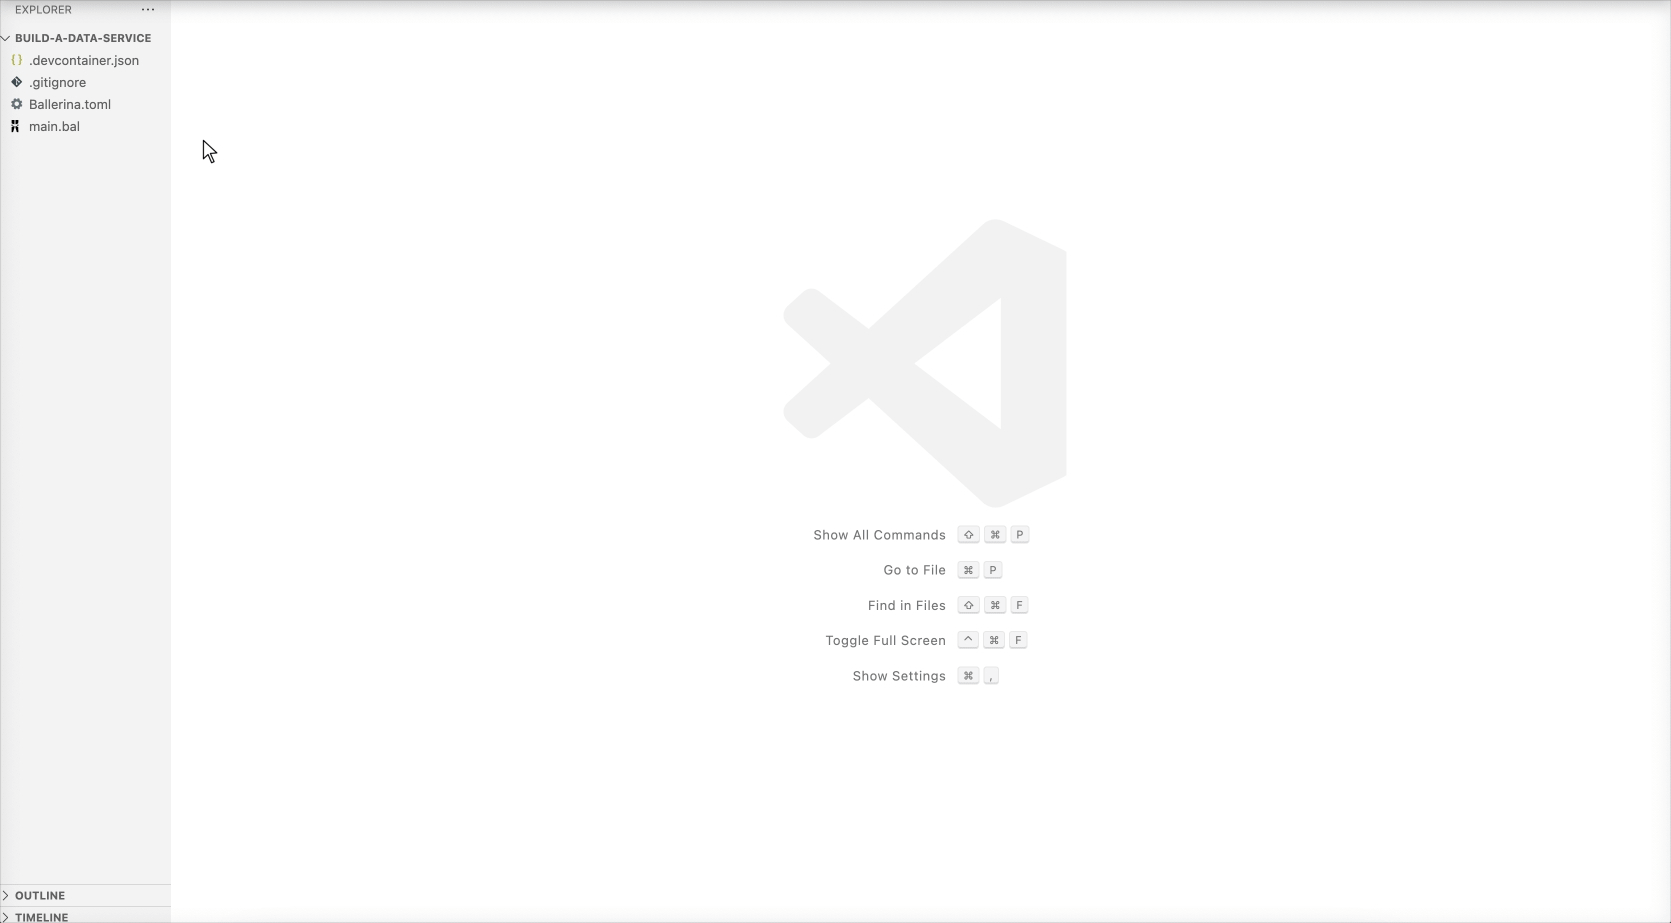 EXPLORER ...
BUILD-A-DATA-SERVICE
{} .devcontainer.json
.gitignore
Ballerina.toml
main.bal
Show All Commands ⇧ ⌘ P
Go to File ⌘ P
Find in Files ⇧ ⌘ F
Toggle Full Screen ^ ⌘ F
Show Settings ⌘ ,
OUTLINE
TIMELINE